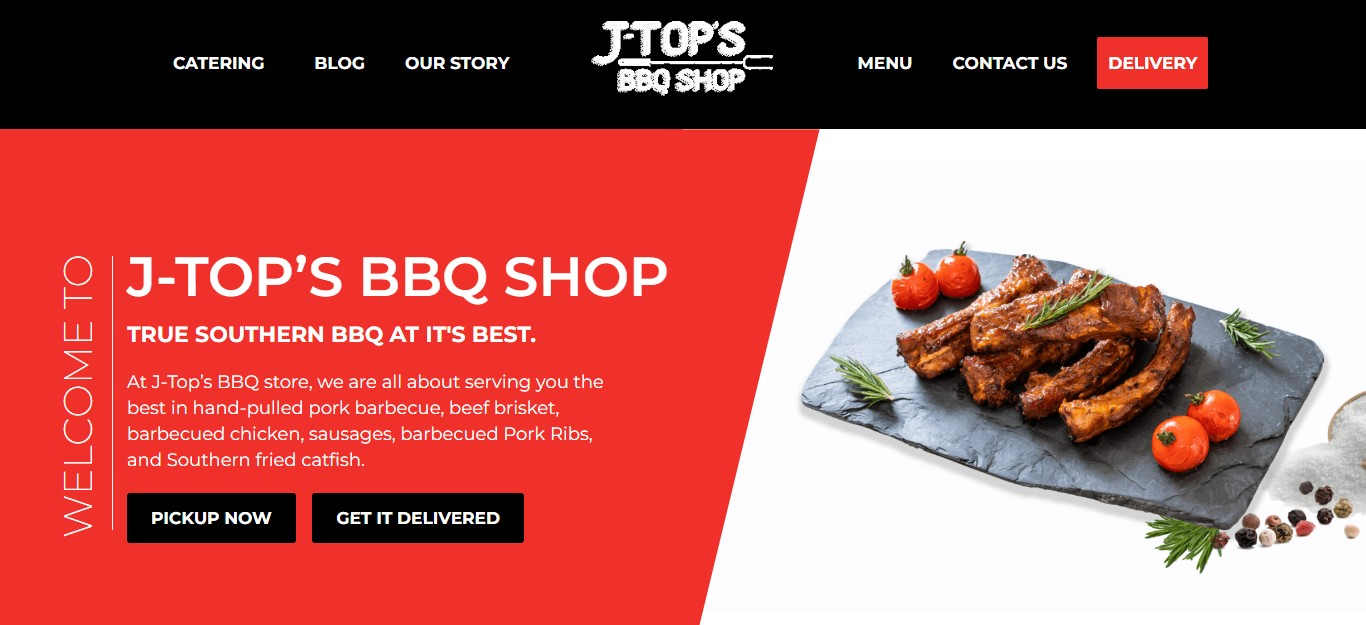 CATERING
BLOG
OUR STORY
J-TOP'S
BBQ SHOP
MENU
CONTACT US
DELIVERY
WELCOME TO
J-TOP’S BBQ SHOP
TRUE SOUTHERN BBQ AT IT'S BEST.
At J-Top’s BBQ store, we are all about serving you the
best in hand-pulled pork barbecue, beef brisket,
barbecued chicken, sausages, barbecued Pork Ribs,
and Southern fried catfish.
PICKUP NOW
GET IT DELIVERED